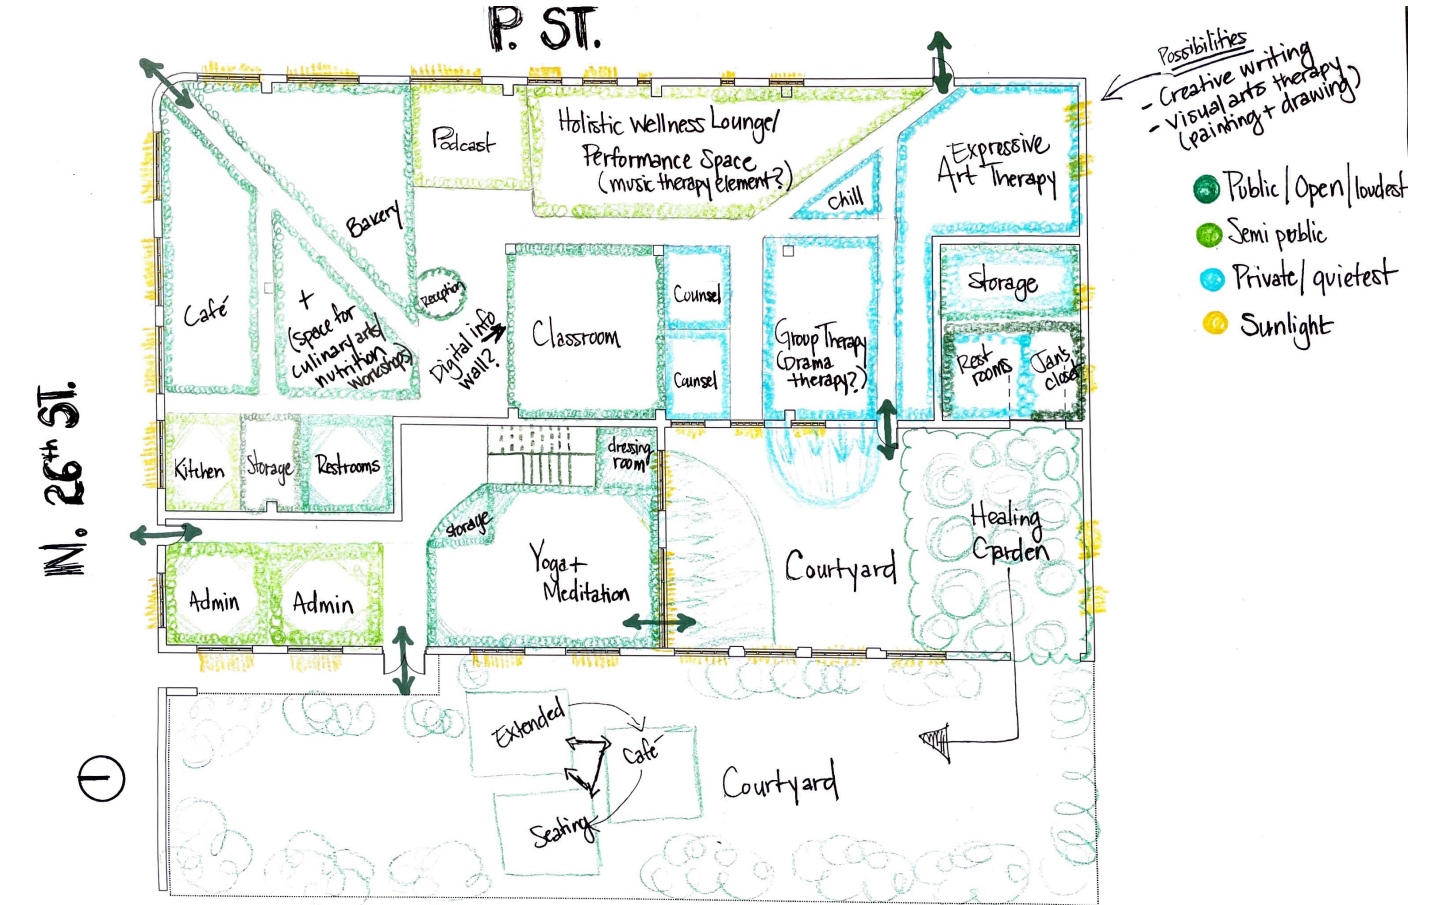 P. ST.
Possibilities
- Creative writing
- Visual arts therapy
(painting + drawing)
Podcast
Holistic Wellness Lounge/
Performance Space
(music therapy element?)
Expressive
Art Therapy
Chill
Public/Open/loudest
Semi public
Private/quietest
Sunlight
Bakery
Café
+
(Space for
culinary arts/
nutrition
workshops)
Reception
Digital info
wall?
Classroom
Counsel
Counsel
Group Therapy
(Drama
therapy?)
Storage
Rest
rooms
Jan's
closet
N. 26th ST.
Kitchen
Storage
Restrooms
dressing
room
Storage
Yoga +
Meditation
Admin
Admin
Courtyard
Healing
Garden
Extended
Café
Seating
Courtyard
1